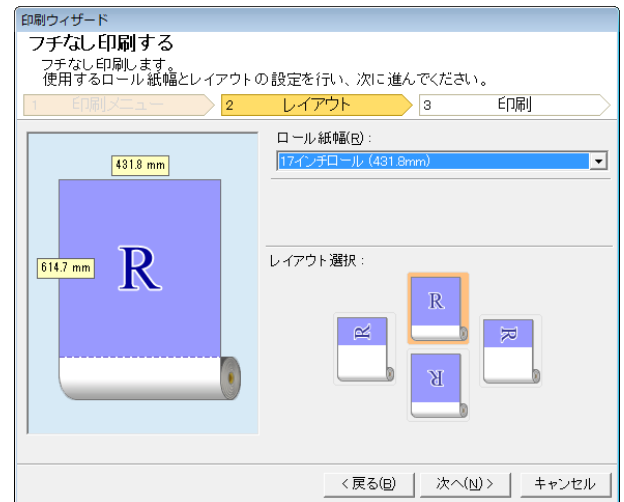 印刷ウィザード
フチなし印刷する
フチなし印刷します。
使用するロール紙幅とレイアウトの設定を行い、次に進んでください。
1 印刷メニュー 2 レイアウト 3 印刷
ロール紙幅(R):
17インチロール (431.8mm)
431.8 mm
614.7 mm
R
レイアウト選択:
R
R
R
R
< 戻る(B)
次へ(N) >
キャンセル